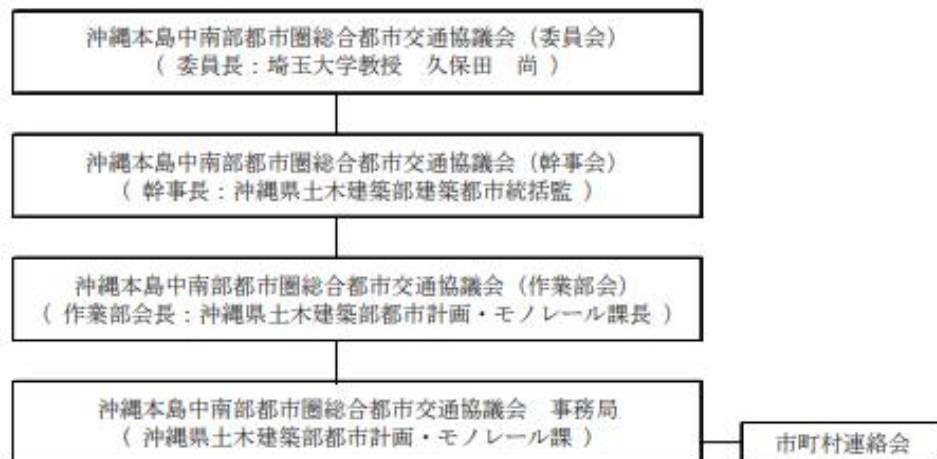 沖縄本島中南部都市圏総合都市交通協議会（委員会）
（ 委員長：埼玉大学教授　久保田　尚 ）
沖縄本島中南部都市圏総合都市交通協議会（幹事会）
（ 幹事長：沖縄県土木建築部建築都市統括監 ）
沖縄本島中南部都市圏総合都市交通協議会（作業部会）
（ 作業部会長：沖縄県土木建築部都市計画・モノレール課長 ）
沖縄本島中南部都市圏総合都市交通協議会　事務局
（ 沖縄県土木建築部都市計画・モノレール課 ）
市町村連絡会